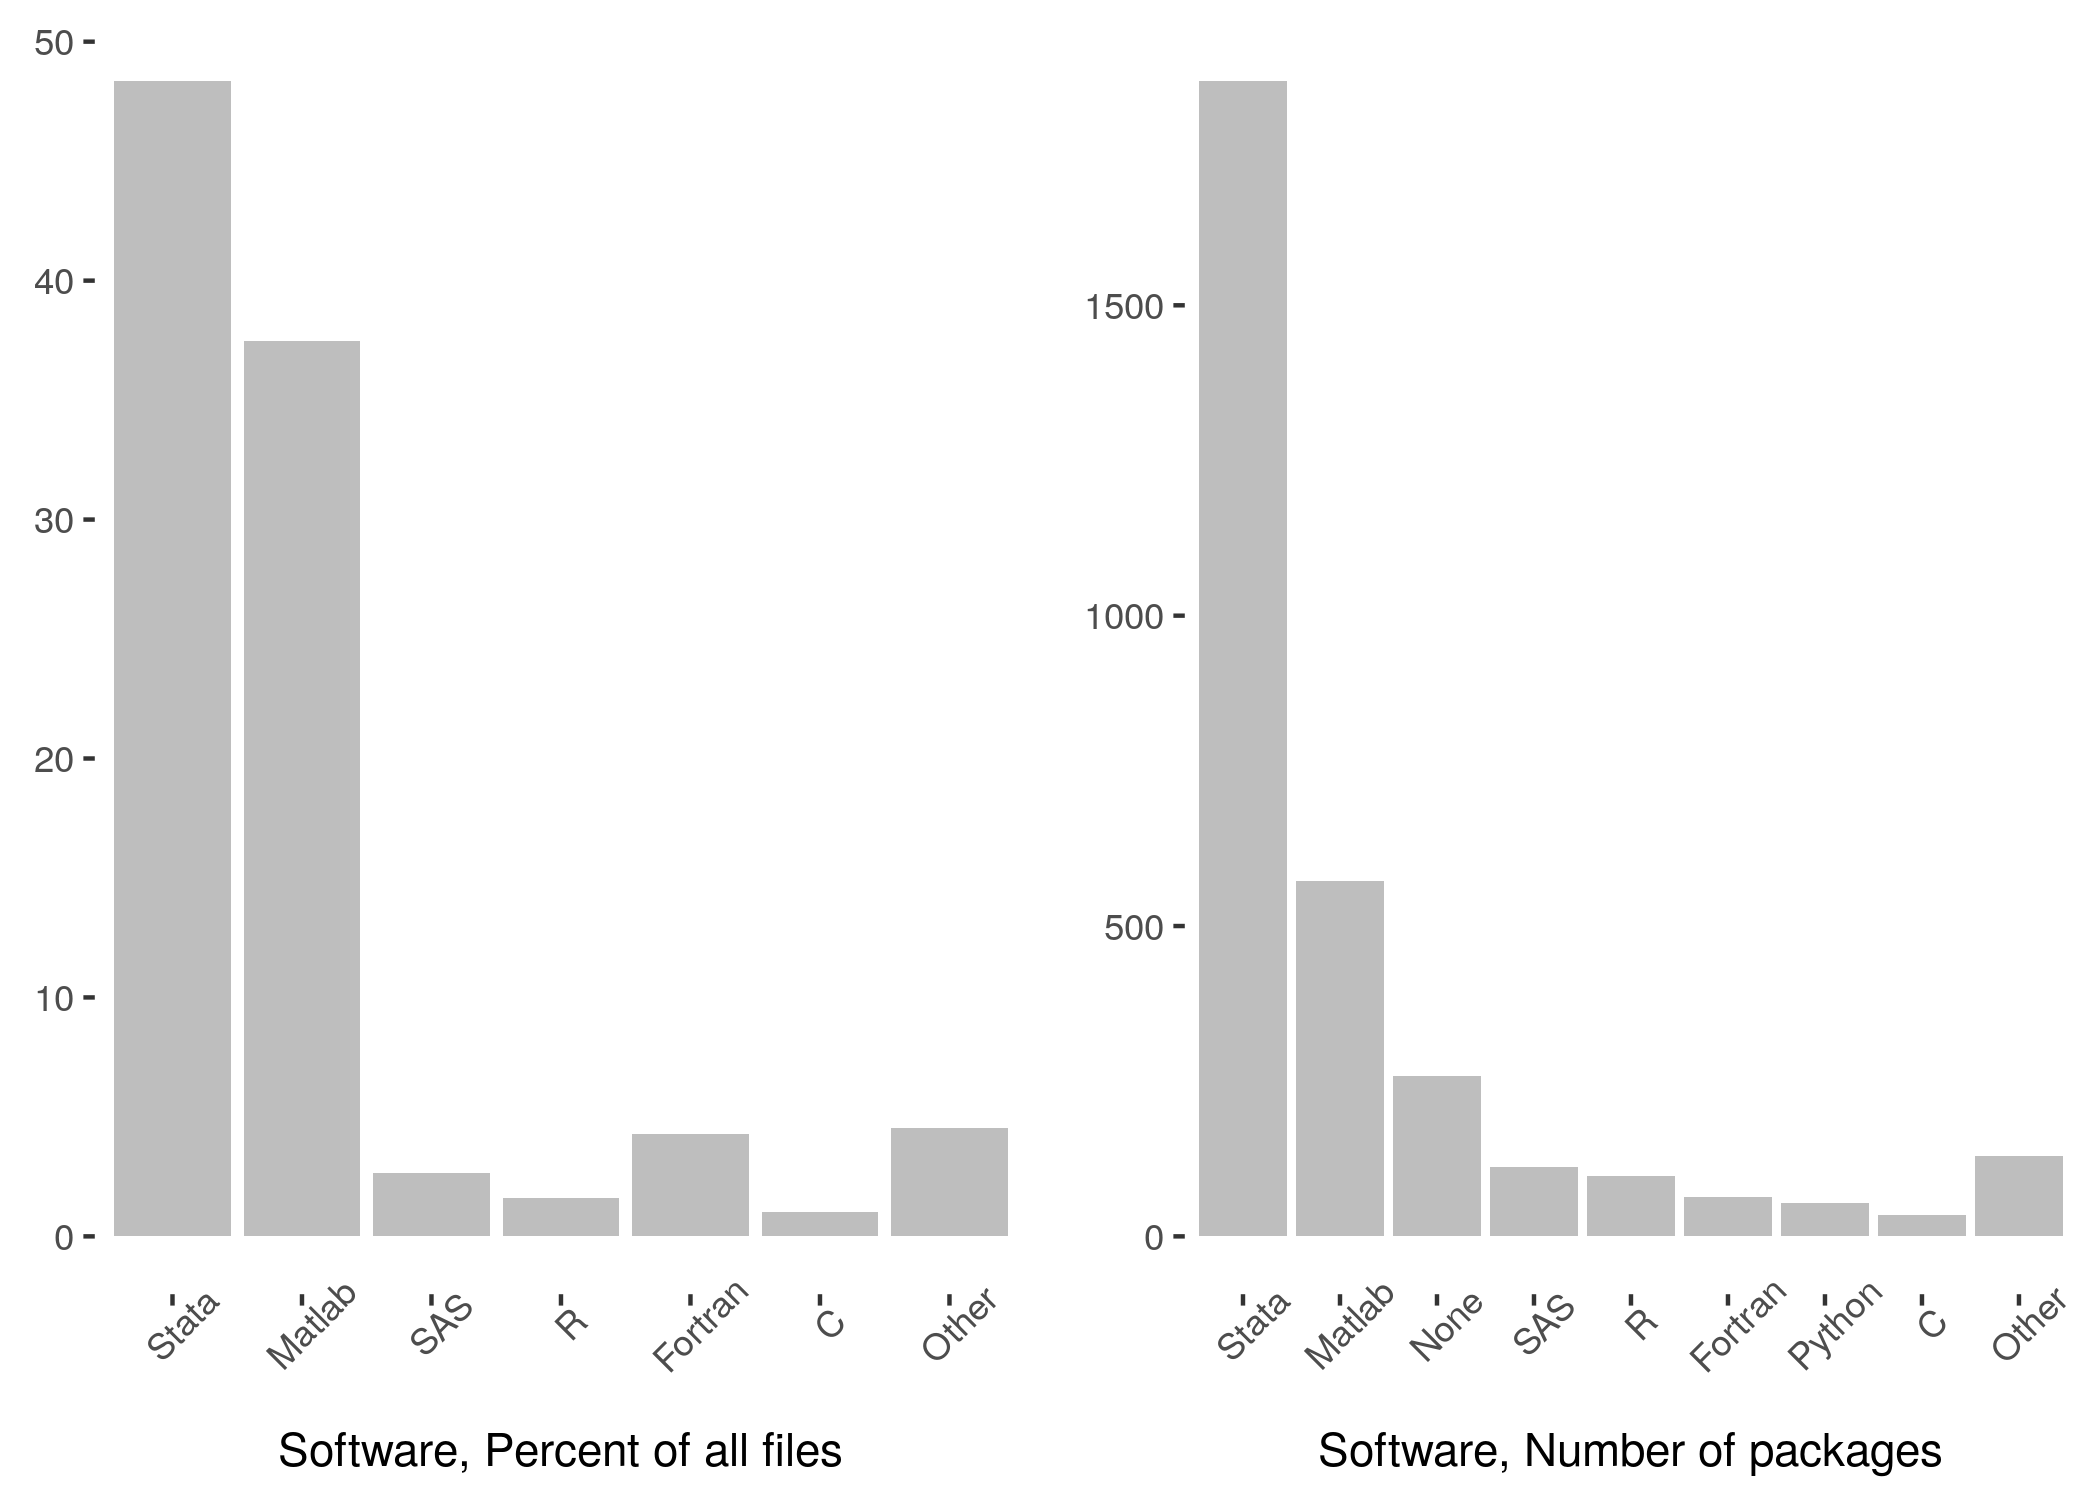 50
40
30
20
10
0
Stata
Matlab
SAS
R
Fortran
C
Other
Software, Percent of all files
1500
1000
500
0
Stata
Matlab
None
SAS
R
Fortran
Python
C
Other
Software, Number of packages